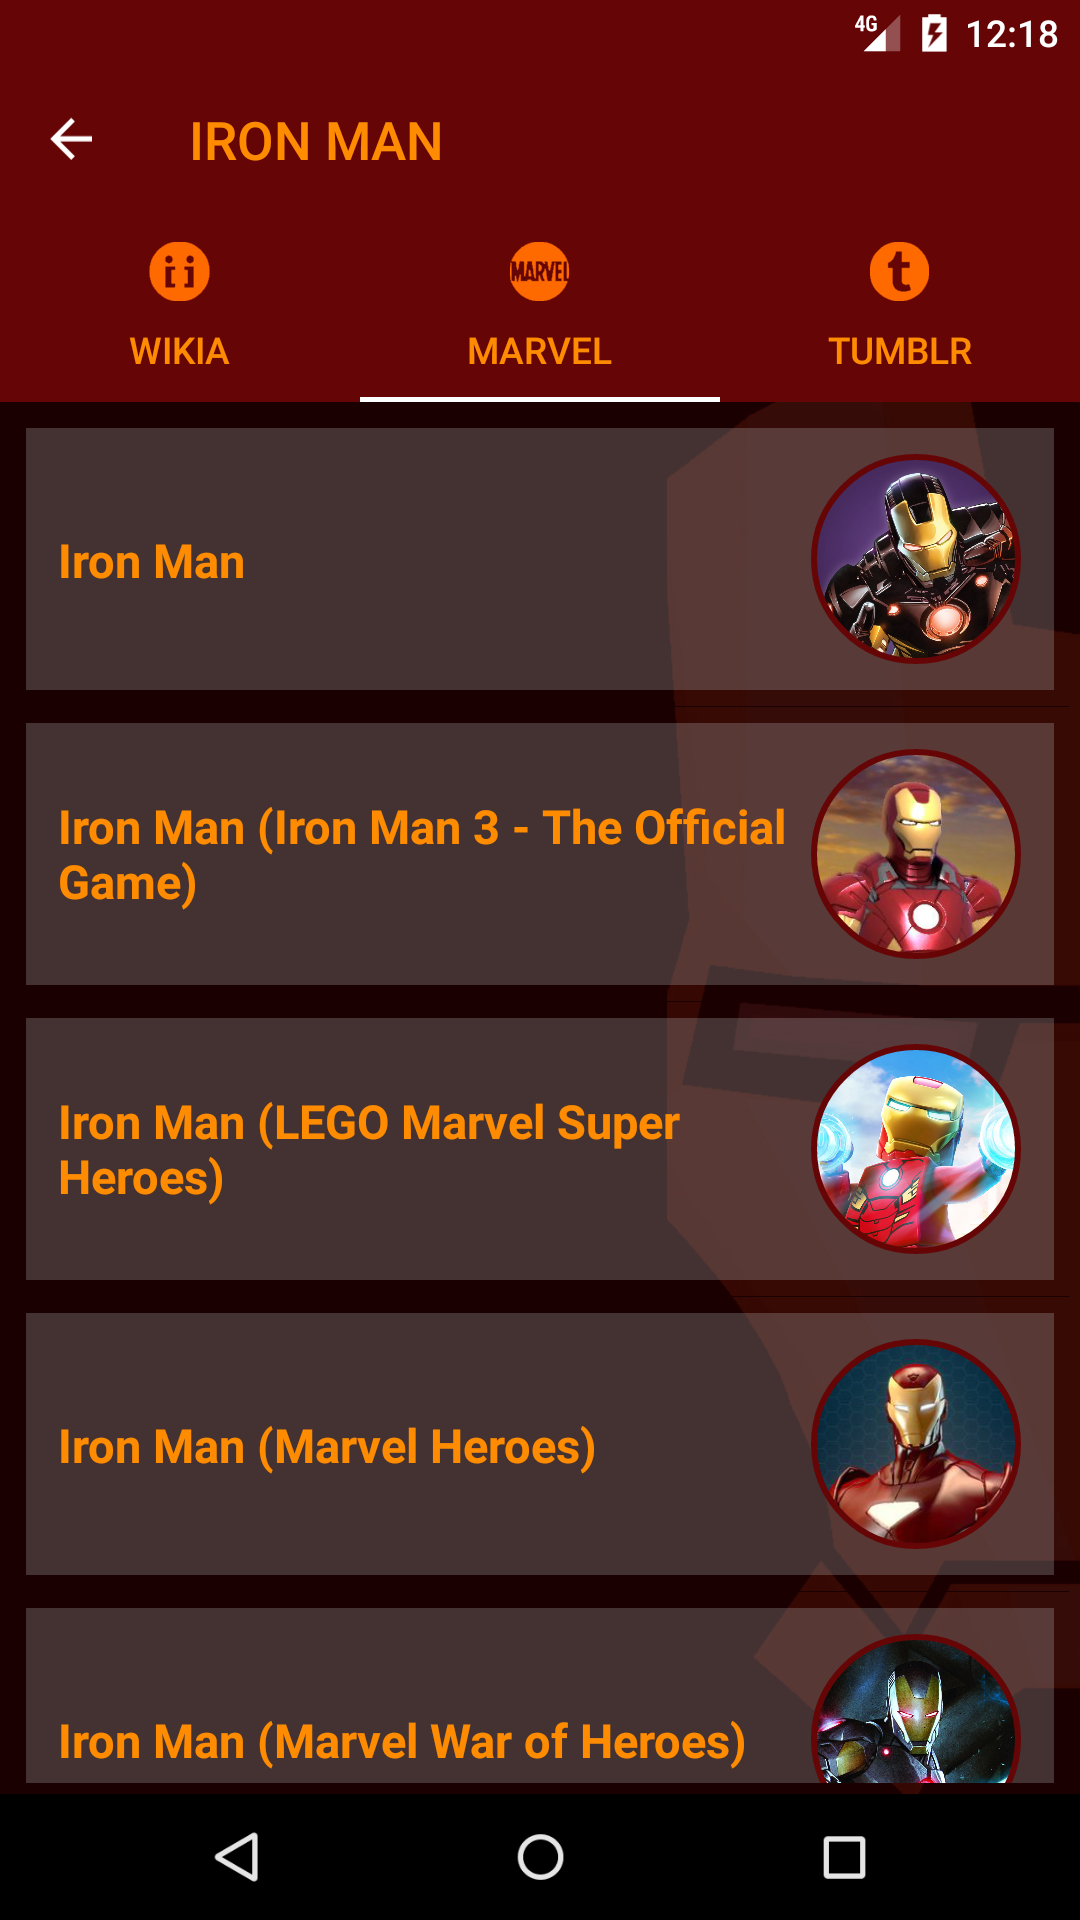 4G 12:18
IRON MAN
MARVEL
WIKIA MARVEL TUMBLR
Iron Man
Iron Man (Iron Man 3 - The Official
Game)
Iron Man (LEGO Marvel Super
Heroes)
Iron Man (Marvel Heroes)
Iron Man (Marvel War of Heroes)